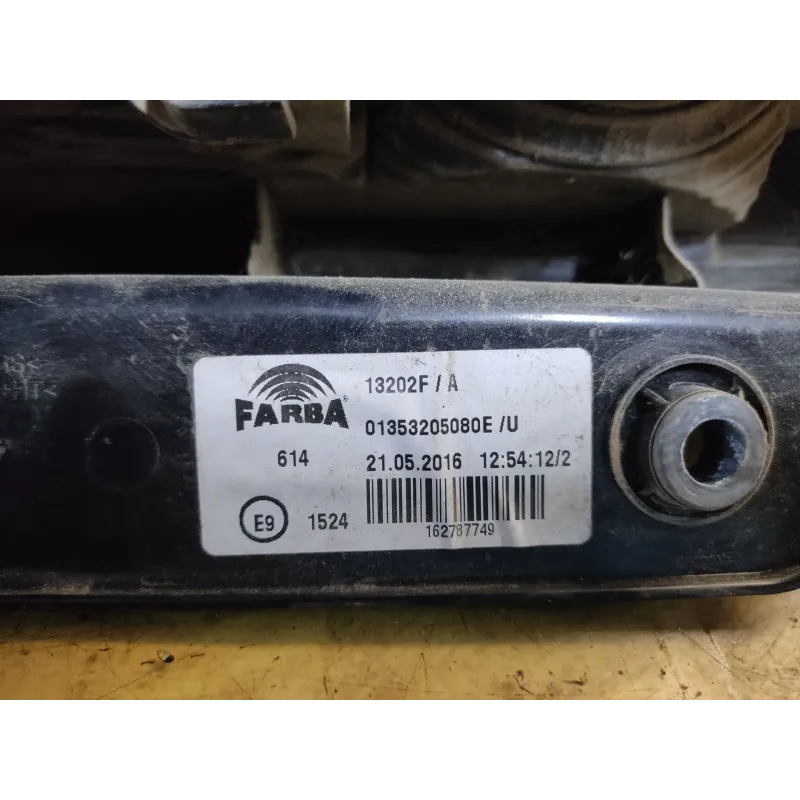 FARBA®
13202F / A
01353205080E /U
614
21.05.2016 12:54:12/2
E9
1524
162787749